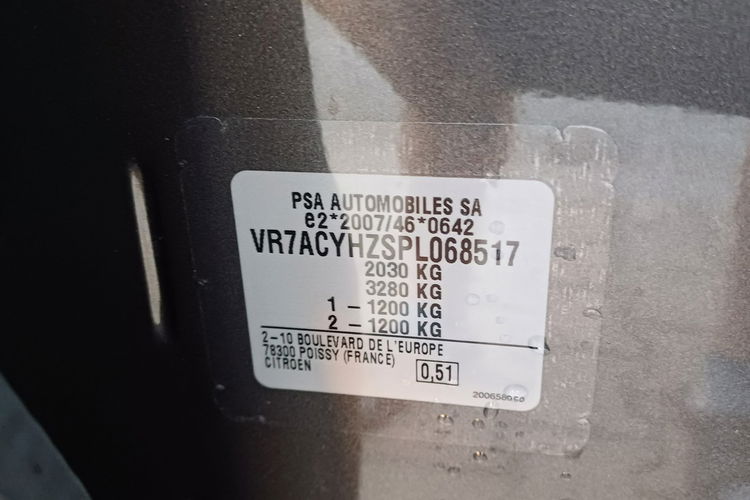 PSA AUTOMOBILES SA
e2*2007/46*0642
VR7ACYHZSPL068517
2030 KG
3280 KG
1 – 1200 KG
2 – 1200 KG
2–10 BOULEVARD DE L'EUROPE
78300 POISSY (FRANCE)
CITROEN
0,51